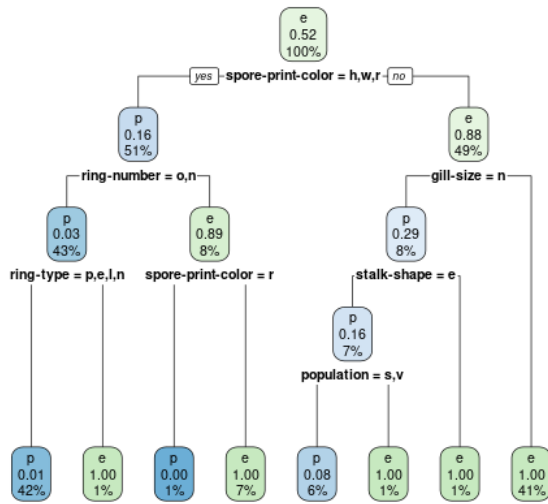 e
0.52
100%
yes spore-print-color = h,w,r no
p
0.16
51%
e
0.88
49%
ring-number = o,n
gill-size = n
p
0.03
43%
e
0.89
8%
p
0.29
8%
ring-type = p,e,l,n
spore-print-color = r
stalk-shape = e
p
0.16
7%
population = s,v
p
0.01
42%
e
1.00
1%
p
0.00
1%
e
1.00
7%
p
0.08
6%
e
1.00
1%
e
1.00
1%
e
1.00
41%